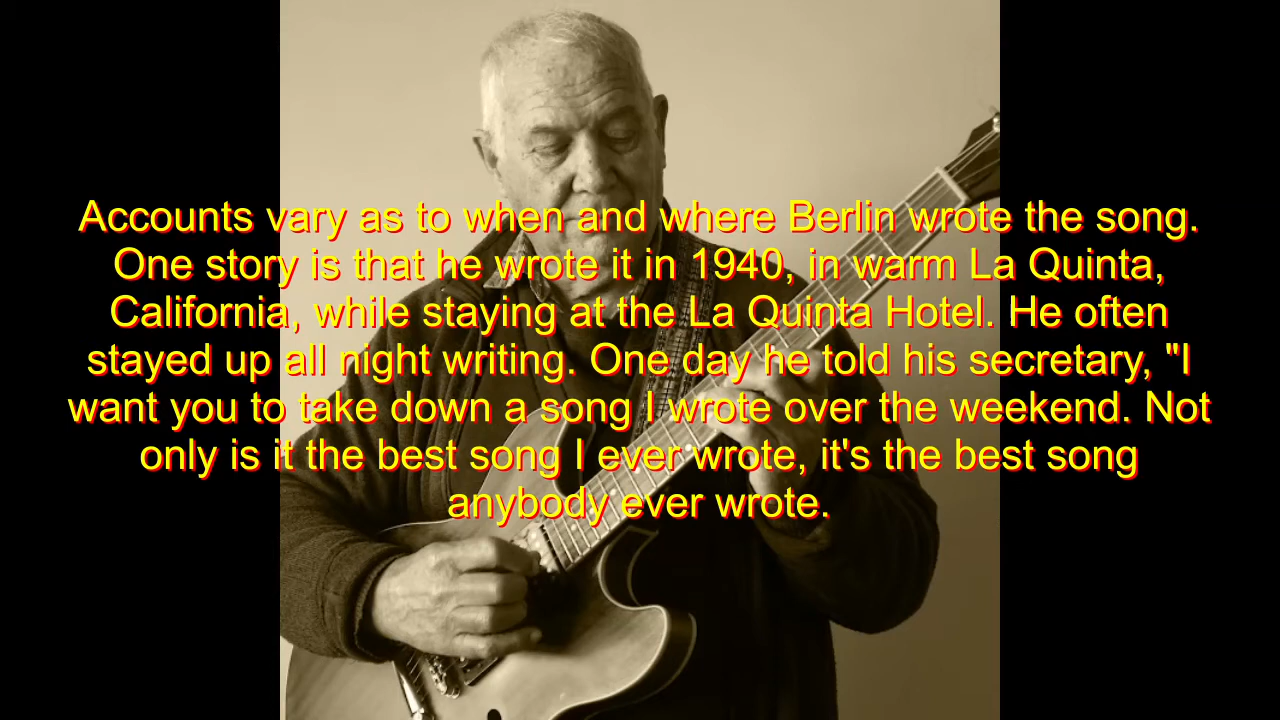 Accounts vary as to when and where Berlin wrote the song.
One story is that he wrote it in 1940, in warm La Quinta,
California, while staying at the La Quinta Hotel. He often
stayed up all night writing. One day he told his secretary, "I
want you to take down a song I wrote over the weekend. Not
only is it the best song I ever wrote, it's the best song
anybody ever wrote.